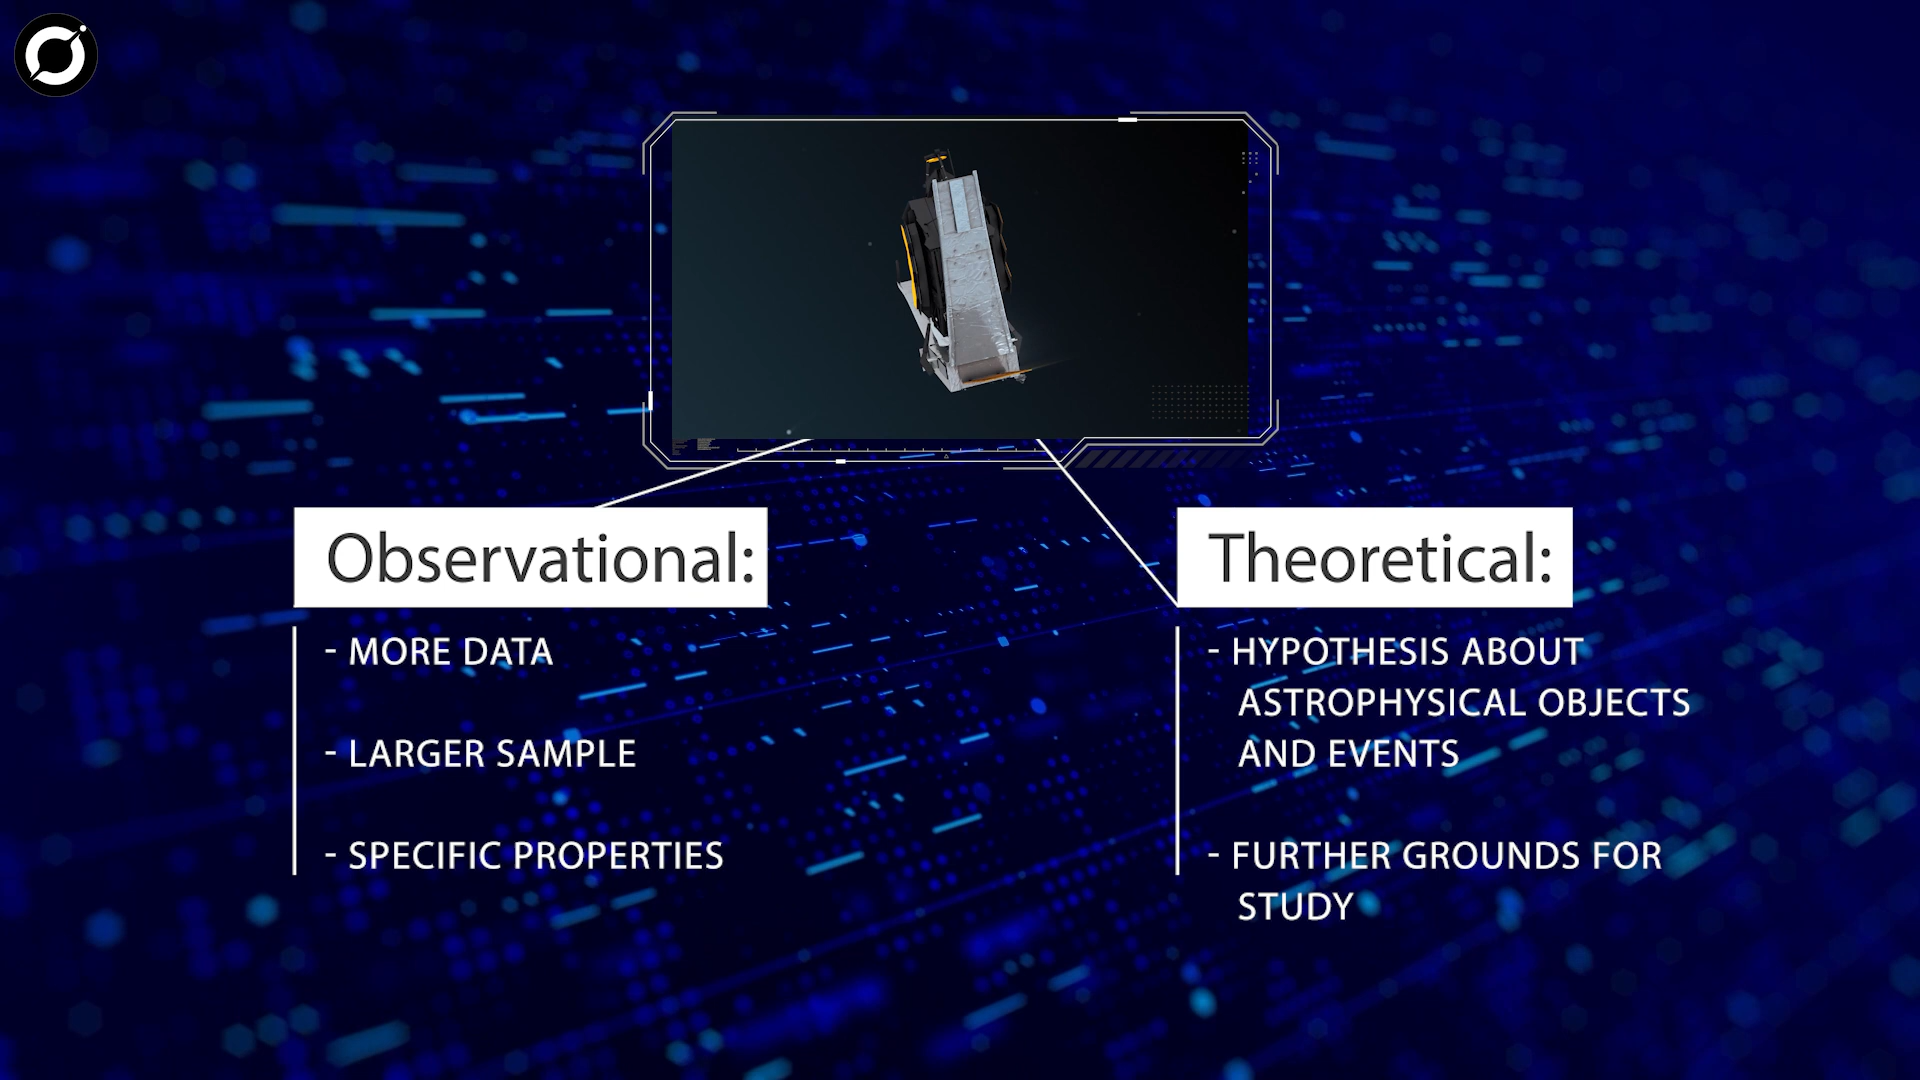 Observational:
- MORE DATA
- LARGER SAMPLE
- SPECIFIC PROPERTIES
Theoretical:
- HYPOTHESIS ABOUT
ASTROPHYSICAL OBJECTS
AND EVENTS
- FURTHER GROUNDS FOR
STUDY